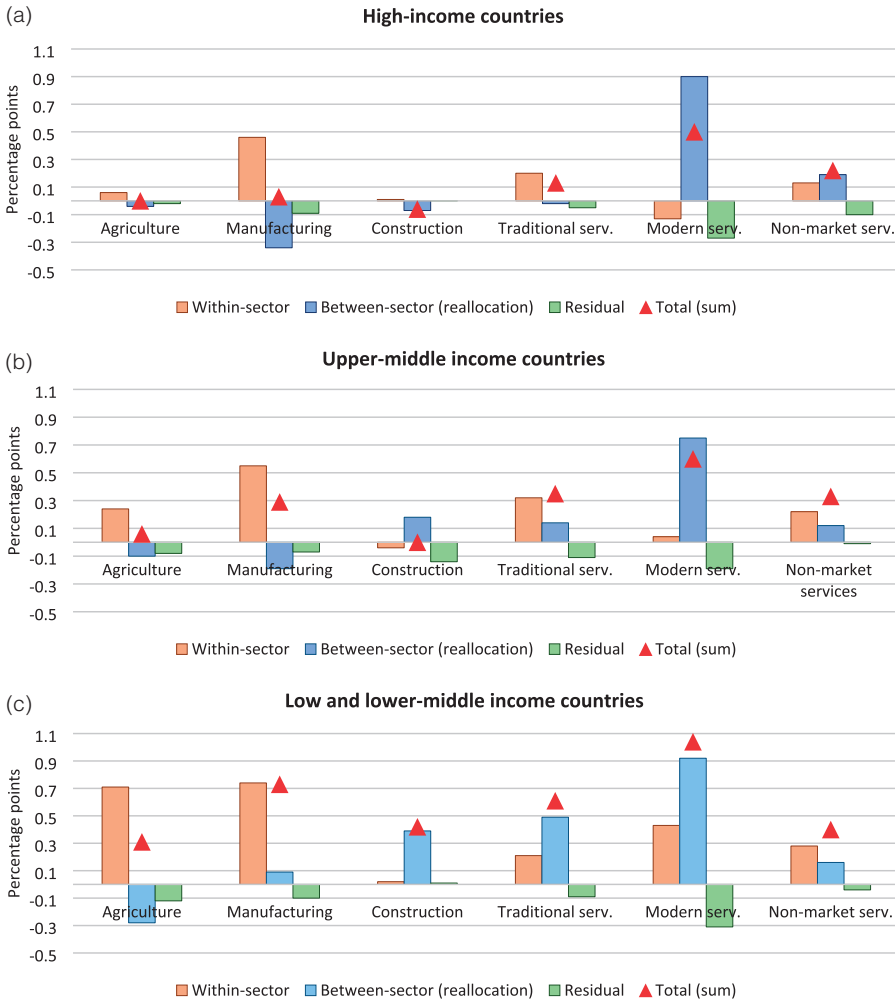 (a)
High-income countries
Percentage points
1.1
0.9
0.7
0.5
0.3
0.1
-0.1
-0.3
-0.5
Agriculture Manufacturing Construction Traditional serv. Modern serv. Non-market serv.
Within-sector Between-sector (reallocation) Residual Total (sum)
(b)
Upper-middle income countries
Percentage points
1.1
0.9
0.7
0.5
0.3
0.1
-0.1
-0.3
-0.5
Agriculture Manufacturing Construction Traditional serv. Modern serv. Non-market
services
Within-sector Between-sector (reallocation) Residual Total (sum)
(c)
Low and lower-middle income countries
Percentage points
1.1
0.9
0.7
0.5
0.3
0.1
-0.1
-0.3
-0.5
Agriculture Manufacturing Construction Traditional serv. Modern serv. Non-market serv.
Within-sector Between-sector (reallocation) Residual Total (sum)